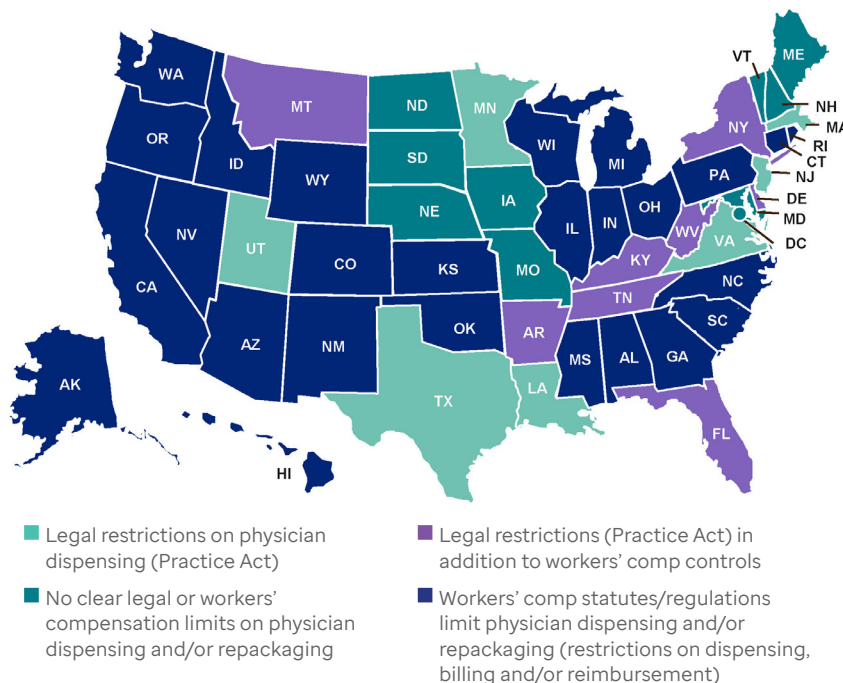 WA
MT
ND
MN
VT
ME
NH
MA
RI
CT
NJ
DE
MD
DC
OR
ID
WY
SD
WI
MI
NY
PA
NV
UT
CO
NE
IA
IL
IN
OH
WV
VA
CA
KS
MO
KY
NC
AZ
NM
OK
AR
TN
SC
MS
AL
GA
TX
LA
FL
AK
HI
Legal restrictions on physician
dispensing (Practice Act)
No clear legal or workers'
compensation limits on physician
dispensing and/or repackaging
Legal restrictions (Practice Act) in
addition to workers' comp controls
Workers' comp statutes/regulations
limit physician dispensing and/or
repackaging (restrictions on dispensing,
billing and/or reimbursement)